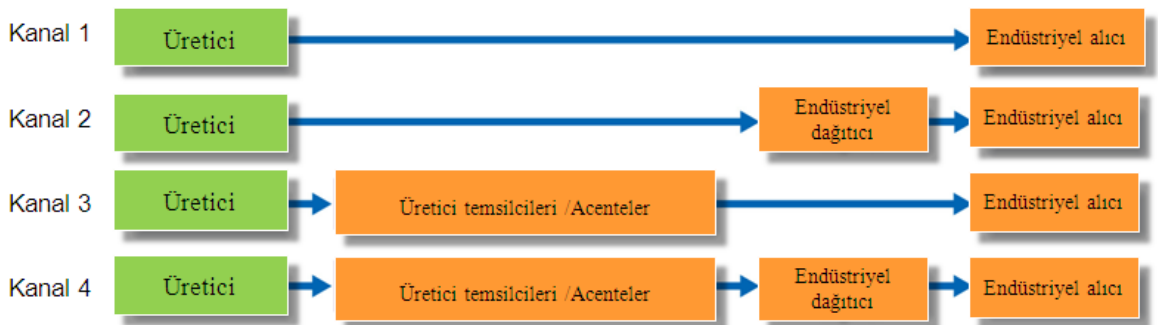 Kanal 1
Üretici
Endüstriyel alıcı
Kanal 2
Üretici
Endüstriyel
dağıtıcı
Endüstriyel alıcı
Kanal 3
Üretici
Üretici temsilcileri /Acenteler
Endüstriyel alıcı
Kanal 4
Üretici
Üretici temsilcileri /Acenteler
Endüstriyel
dağıtıcı
Endüstriyel alıcı